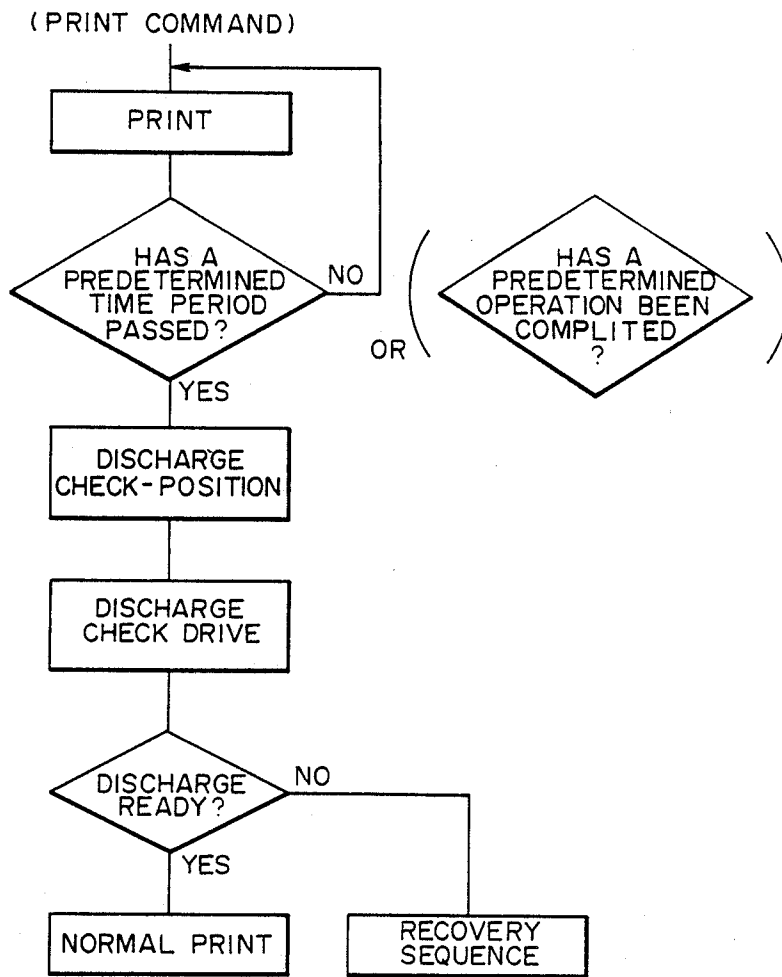 (PRINT COMMAND)
PRINT
HAS A
PREDETERMINED
TIME PERIOD
PASSED?
NO
OR
HAS A
PREDETERMINED
OPERATION BEEN
COMPLITED
?
YES
DISCHARGE
CHECK-POSITION
DISCHARGE
CHECK DRIVE
DISCHARGE
READY?
NO
YES
NORMAL PRINT
RECOVERY
SEQUENCE